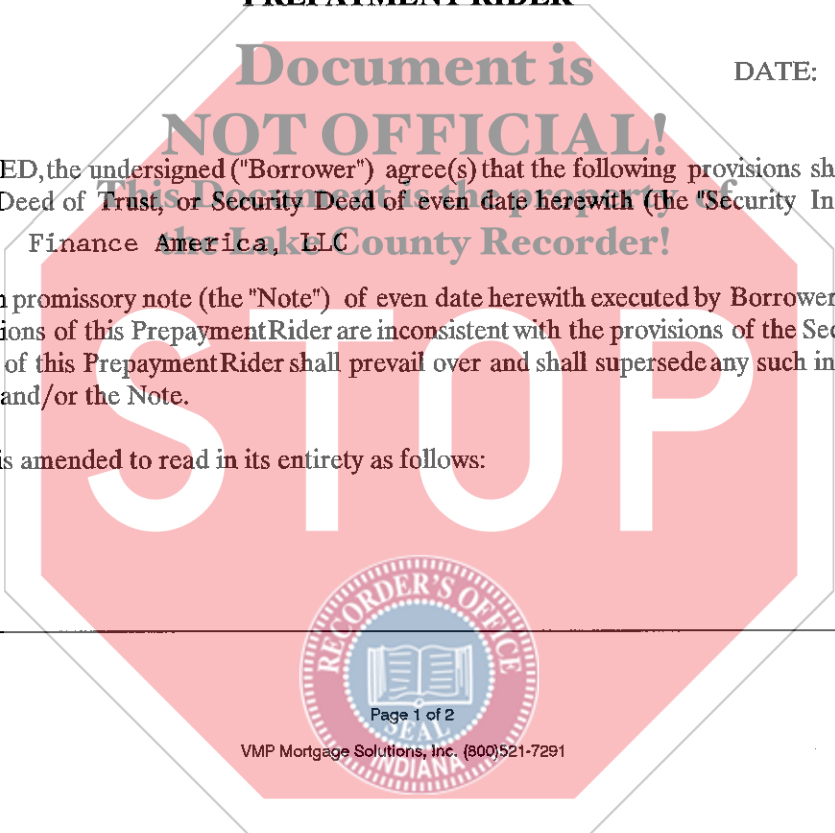 PREPAYMENT RIDER
Document is
DATE:
NOT OFFICIAL!
ED, the undersigned ("Borrower") agree(s) that the following provisions sh
This Document is the property of
Deed of Trust, or Security Deed of even date herewith (the "Security In
the Lake County Recorder!
Finance America, LLC
n promissory note (the "Note") of even date herewith executed by Borrower
ions of this Prepayment Rider are inconsistent with the provisions of the Sec
of this Prepayment Rider shall prevail over and shall supersede any such in
and/or the Note.
is amended to read in its entirety as follows:
STOP
RECORDER'S OFFICE
SEAL
INDIANA
Page 1 of 2
VMP Mortgage Solutions, Inc. (800)521-7291